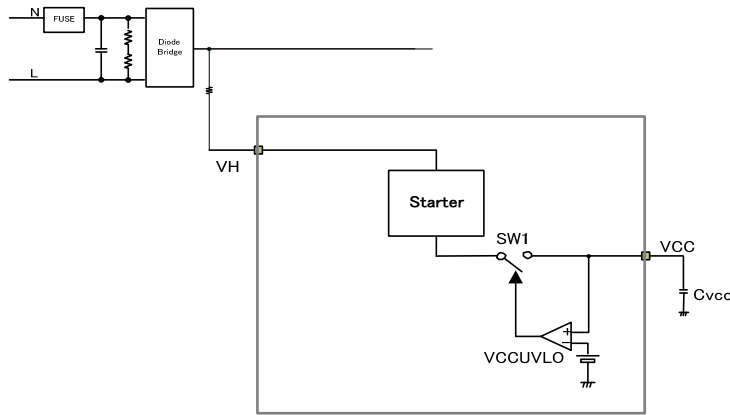 N
FUSE
L
Diode
Bridge
VH
Starter
SW1
VCC
Cvcc
+
−
VCCUVLO